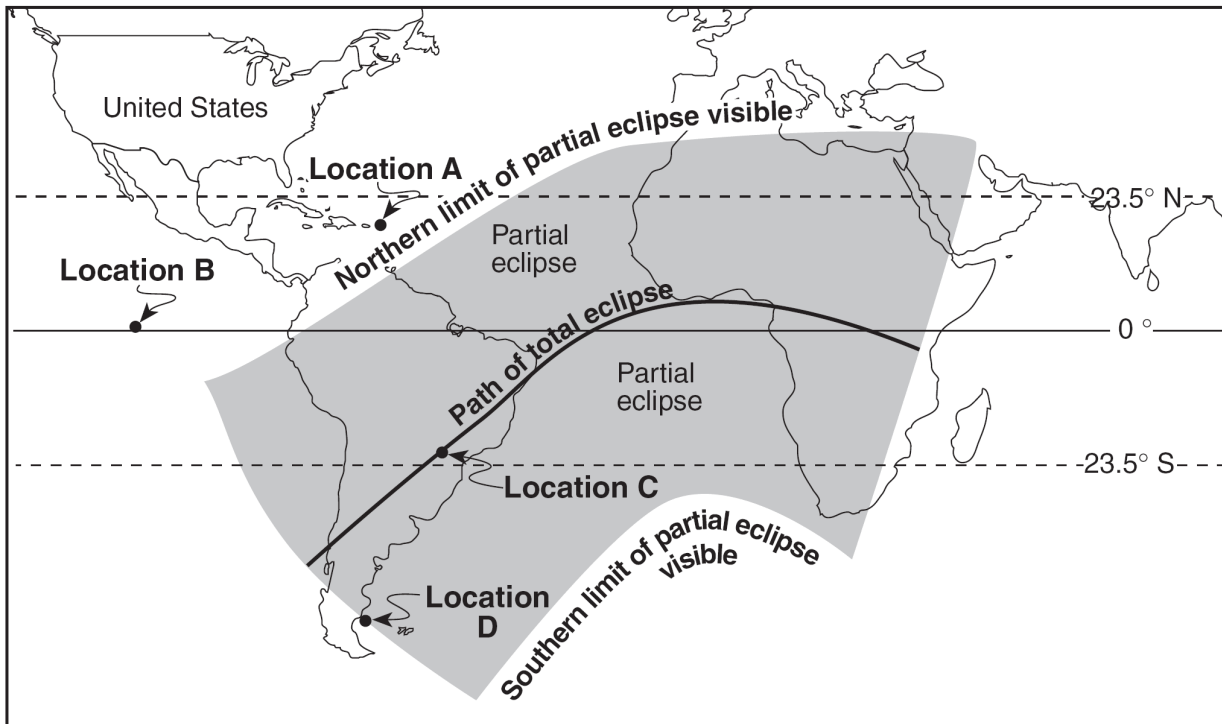 United States
Location A
Northern limit of partial eclipse visible
23.5° N
Partial
eclipse
Location B
Path of total eclipse
0 °
Partial
eclipse
23.5° S
Location C
Southern limit of partial eclipse
visible
Location
D